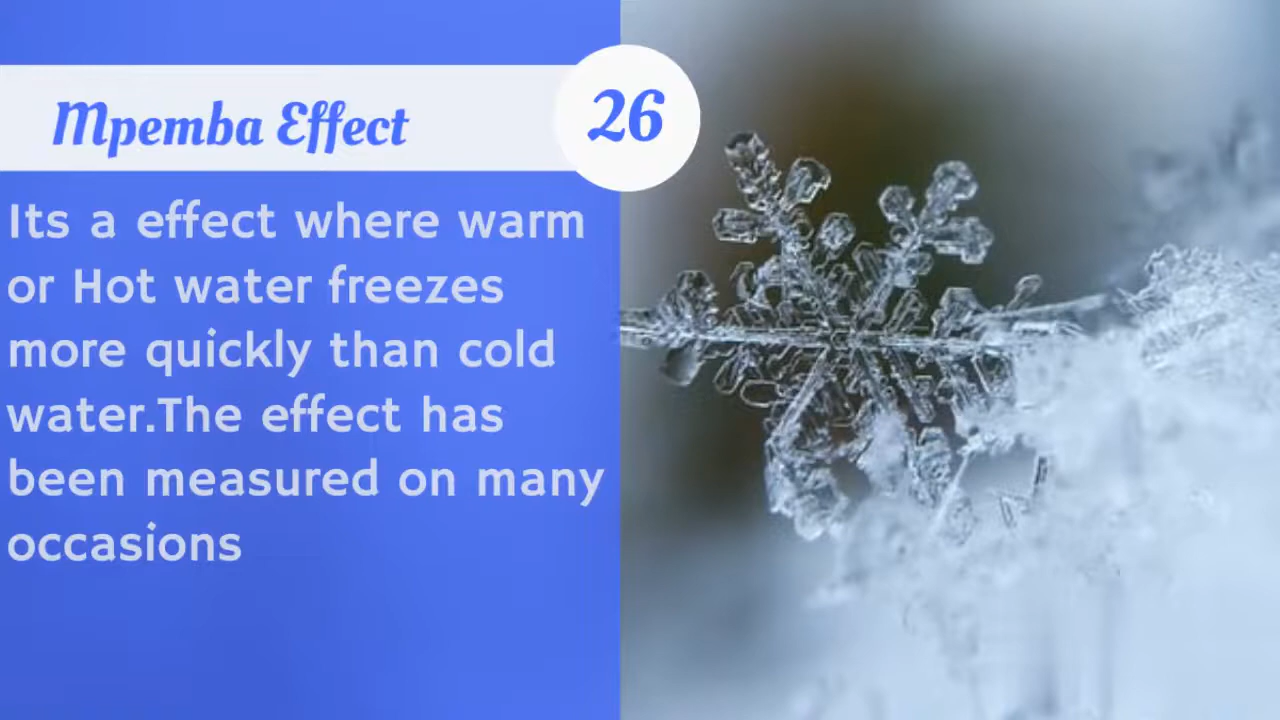 Mpemba Effect
26
Its a effect where warm
or Hot water freezes
more quickly than cold
water.The effect has
been measured on many
occasions